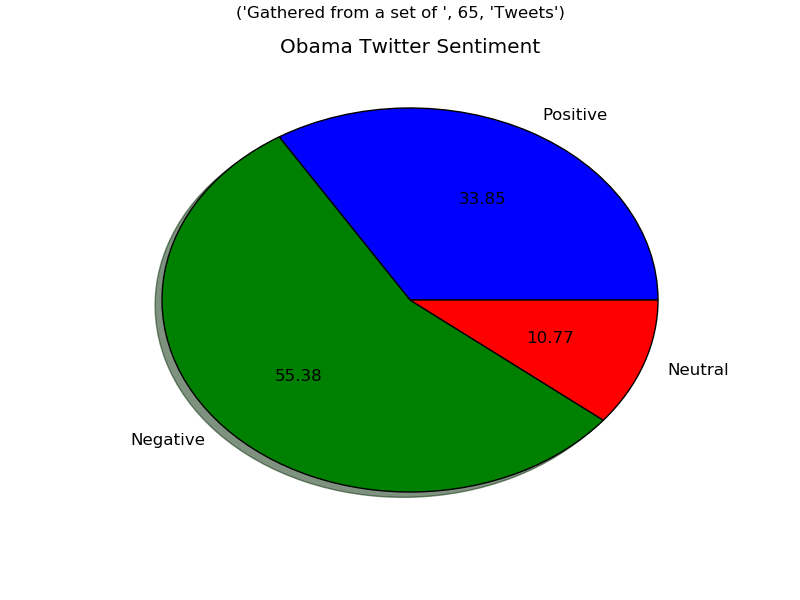 ('Gathered from a set of ', 65, 'Tweets')
Obama Twitter Sentiment
Positive
33.85
10.77
Neutral
55.38
Negative